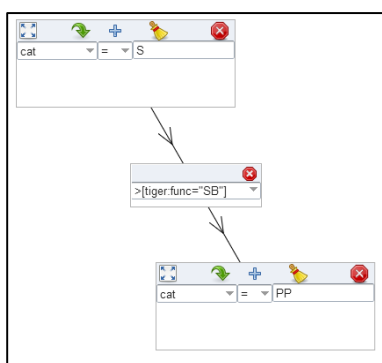 cat = S
>[tiger:func="SB"]
cat = PP